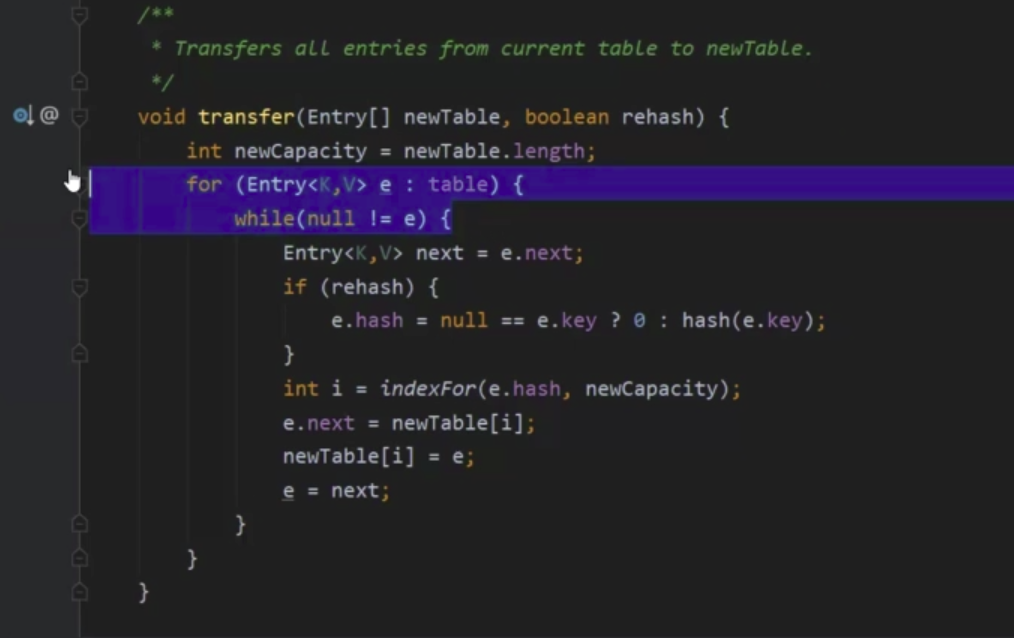 /**
 * Transfers all entries from current table to newTable.
 */
@ void transfer(Entry[] newTable, boolean rehash) {
    int newCapacity = newTable.length;
    for (Entry<K,V> e : table) {
        while(null != e) {
            Entry<K,V> next = e.next;
            if (rehash) {
                e.hash = null == e.key ? 0 : hash(e.key);
            }
            int i = indexFor(e.hash, newCapacity);
            e.next = newTable[i];
            newTable[i] = e;
            e = next;
        }
    }
}